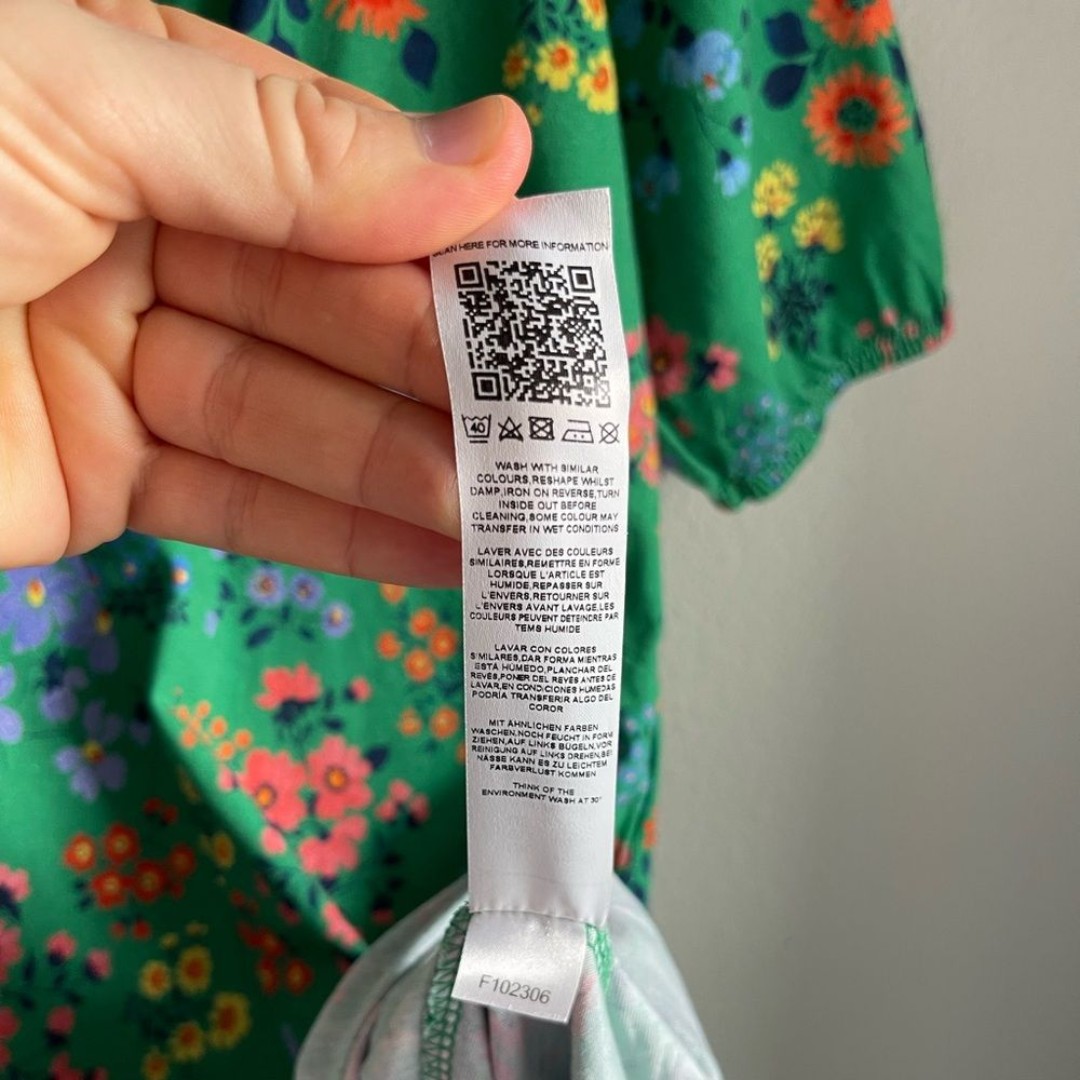 SCAN HERE FOR MORE INFORMATION
40
WASH WITH SIMILAR
COLOURS,RESHAPE WHILST
DAMP,IRON ON REVERSE,TURN
INSIDE OUT BEFORE
CLEANING,SOME COLOUR MAY
TRANSFER IN WET CONDITIONS
LAVER AVEC DES COULEURS
SIMILAIRES,REMETTRE EN FORME
LORSQUE L'ARTICLE EST
HUMIDE,REPASSER SUR
L'ENVERS,RETOURNER SUR
L'ENVERS AVANT LAVAGE,LES
COULEURS PEUVENT DÉTEINDRE PAR
TEMS HUMIDE
LAVAR CON COLORES
SIMILARES,DAR FORMA MIENTRAS
ESTÁ HÚMEDO,PLANCHAR DEL
REVÉS,PONER DEL REVÉS ANTES DE
LAVAR,EN CONDICIONES HÚMEDAS
PODRÍA TRANSFERIR ALGO DEL
COROR
MIT ÄHNLICHEN FARBEN
WASCHEN,NOCH FEUCHT IN FORM
ZIEHEN,AUF LINKS BÜGELN,VOR
REINIGUNG AUF LINKS DREHEN,BEI
NÄSSE KANN ES ZU LEICHTEM
FARBVERLUST KOMMEN
THINK OF THE
ENVIRONMENT WASH AT 30°
F102306